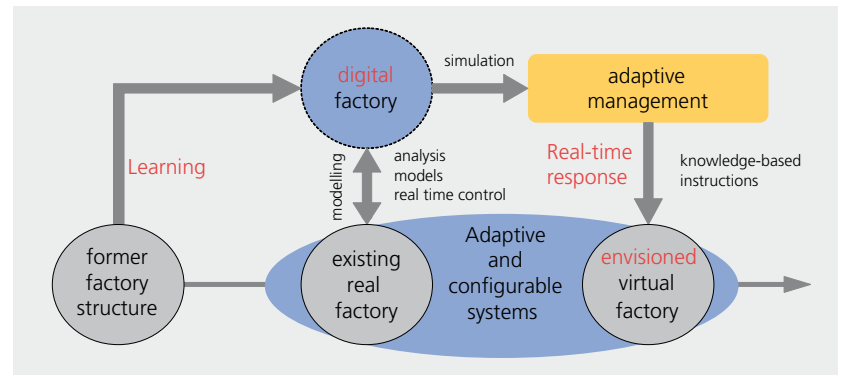 digital
factory
simulation
adaptive
management
Learning
modelling
analysis
models
real time control
Real-time
response
knowledge-based
instructions
former
factory
structure
existing
real
factory
Adaptive
and
configurable
systems
envisioned
virtual
factory